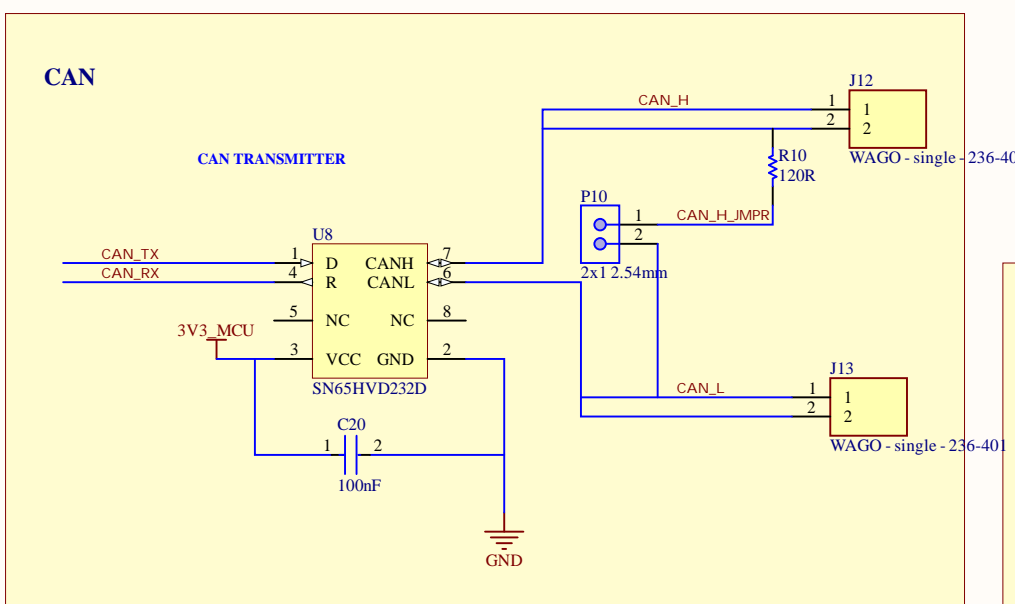 CAN
CAN TRANSMITTER
J12
CAN_H
1 1
2 2
WAGO - single - 236-40
R10
120R
P10
1 CAN_H_JMPR
2
2x1 2.54mm
U8
CAN_TX 1 D CANH 7
CAN_RX 4 R CANL 6
5 NC NC 8
3V3_MCU
3 VCC GND 2
SN65HVD232D
C20
1 2
100nF
GND
J13
CAN_L 1 1
2 2
WAGO - single - 236-401